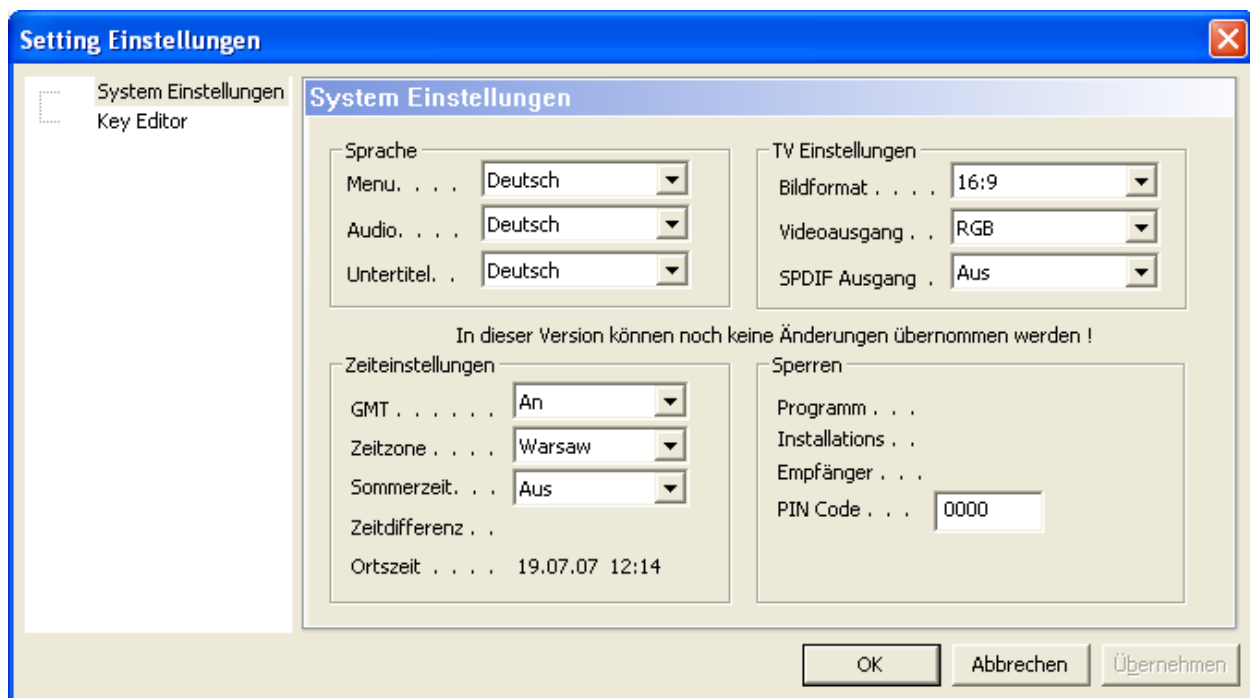 Setting Einstellungen
System Einstellungen
Key Editor
System Einstellungen
Sprache
Menu. . . . Deutsch
Audio. . . . Deutsch
Untertitel. . Deutsch
TV Einstellungen
Bildformat . . . . 16:9
Videoausgang . . RGB
SPDIF Ausgang . Aus
In dieser Version können noch keine Änderungen übernommen werden !
Zeiteinstellungen
GMT . . . . . . An
Zeitzone . . . . Warsaw
Sommerzeit. . . Aus
Zeitdifferenz . .
Ortszeit . . . . 19.07.07 12:14
Sperren
Programm . . .
Installations . .
Empfänger . . .
PIN Code . . . 0000
OK Abbrechen Übernehmen